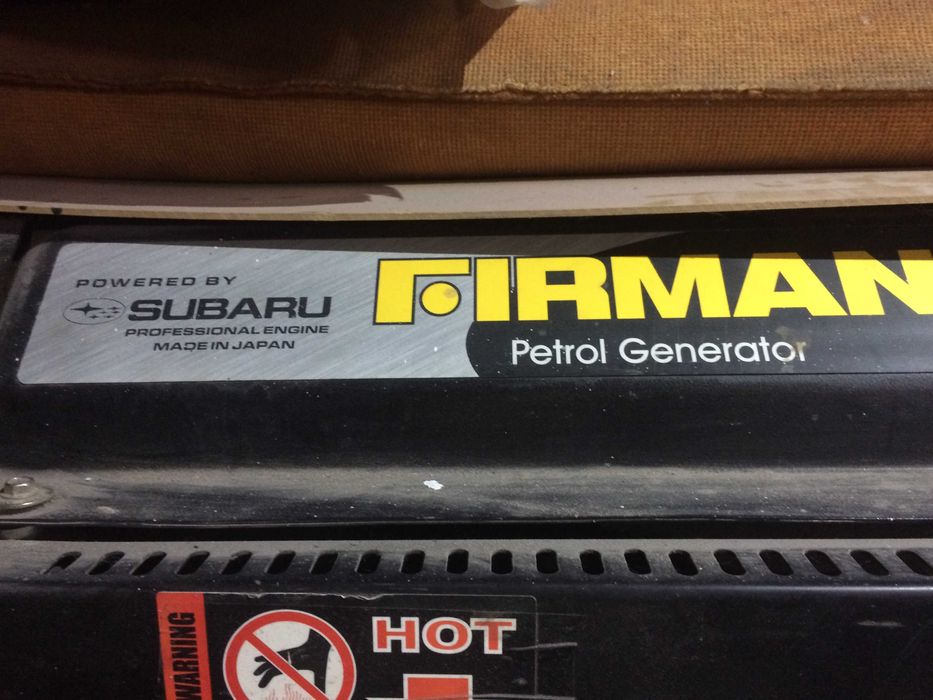 POWERED BY
SUBARU
PROFESSIONAL ENGINE
MADE IN JAPAN
FIRMAN
Petrol Generator
WARNING
HOT